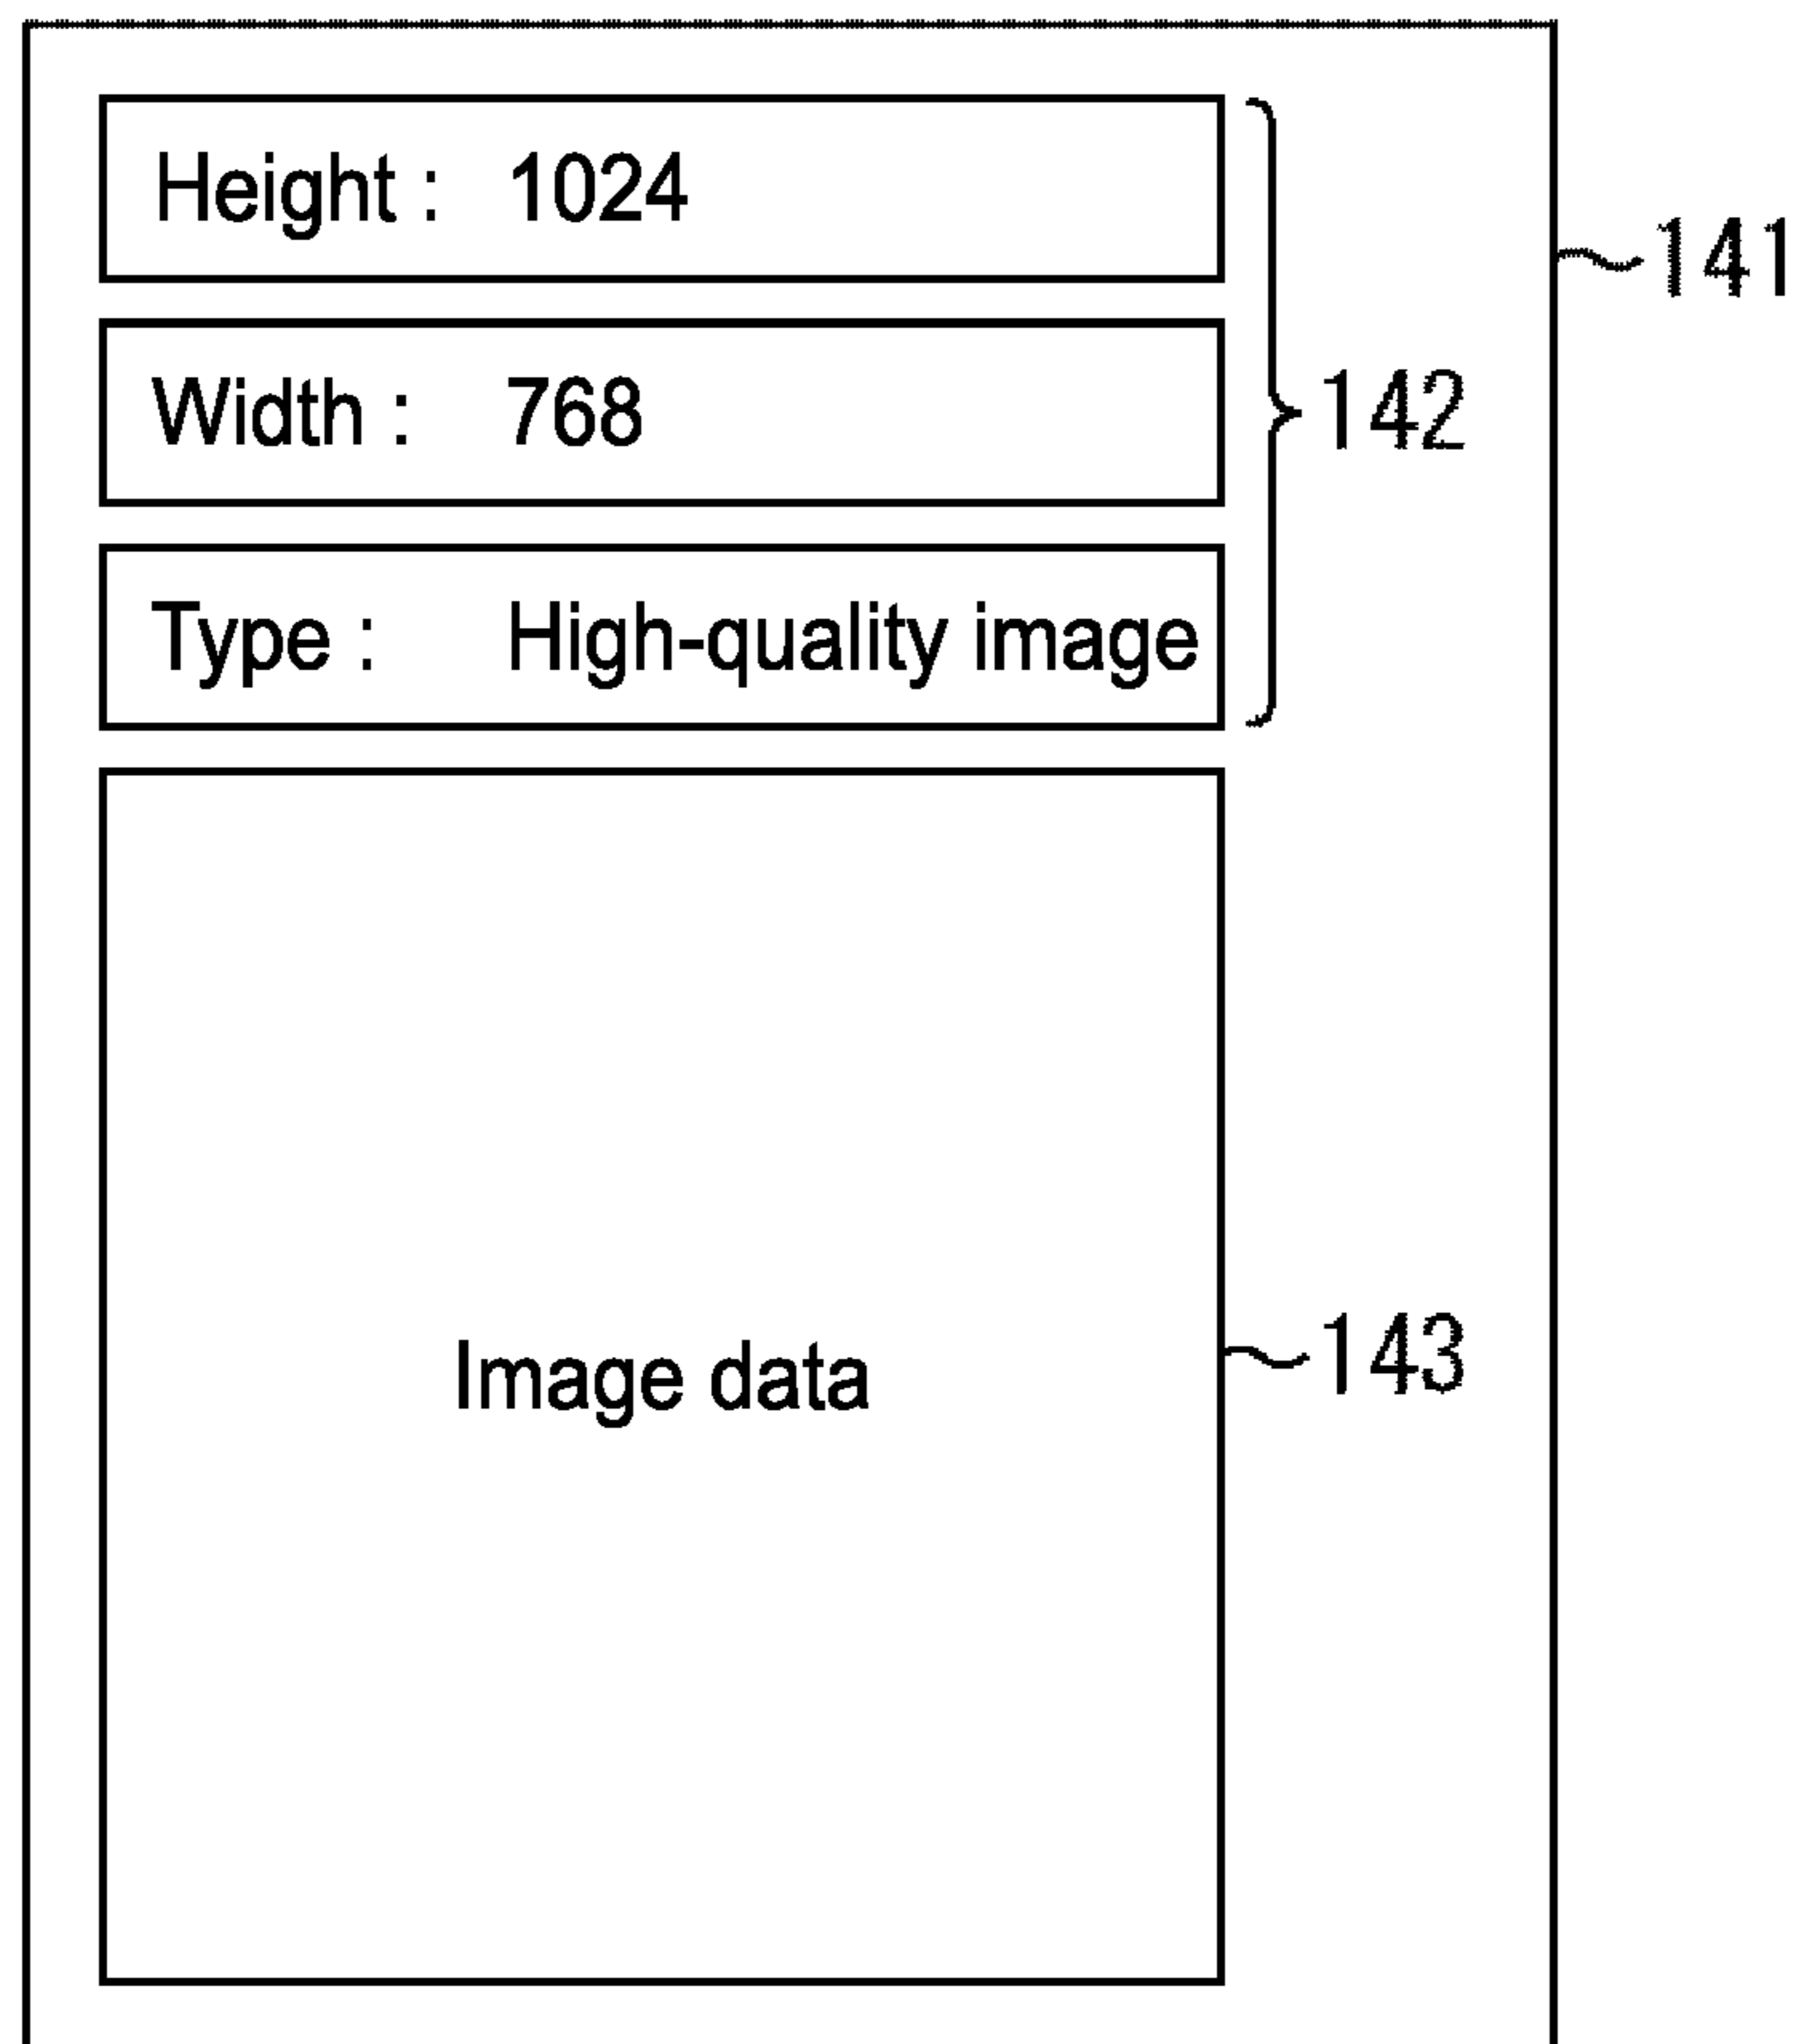 Height : 1024
141
Width : 768
142
Type : High-quality image
Image data
143